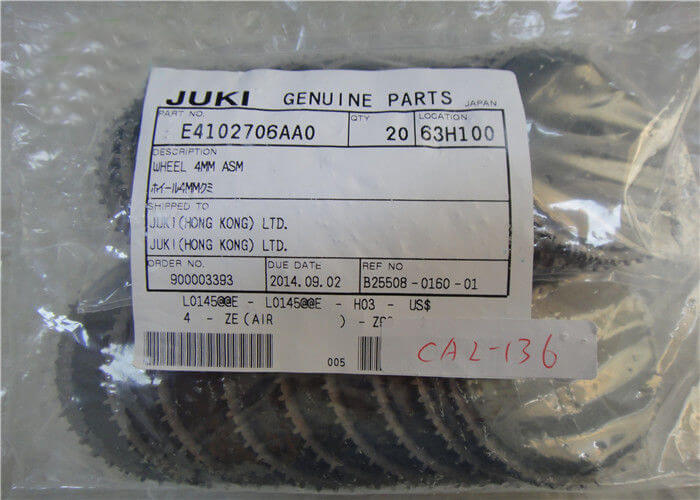 JUKI GENUINE PARTS JAPAN
PART NO. QTY LOCATION
E4102706AA0 20 63H100
DESCRIPTION
WHEEL 4MM ASM
ホイール4MMクミ
SHIPPED TO
JUKI(HONG KONG) LTD.
JUKI(HONG KONG) LTD.
ORDER NO. DUE DATE REF NO
900003393 2014.09.02 B25508-0160-01
L0145@@E - L0145@@E - H03 - US$
4 - ZE(AIR ) -
005
CA2-136